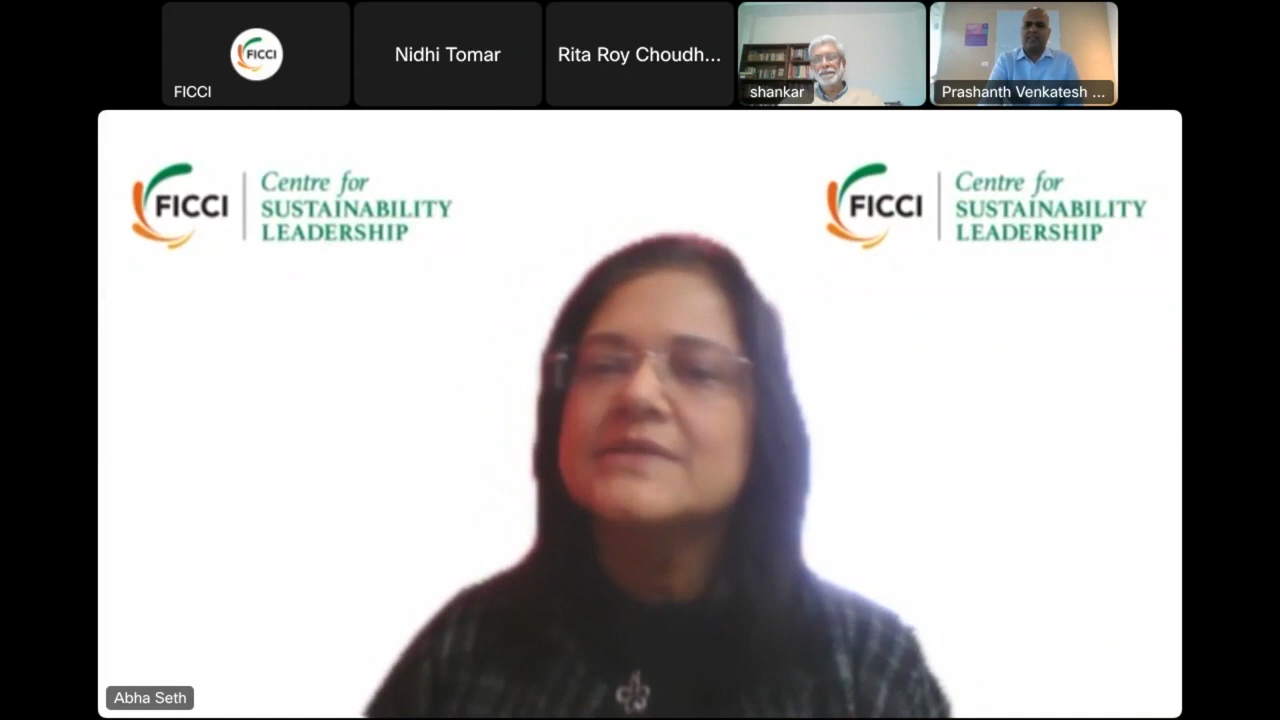 FICCI
FICCI
Nidhi Tomar
Rita Roy Choudh...
shankar
Prashanth Venkatesh ...
FICCI
Centre for
SUSTAINABILITY
LEADERSHIP
FICCI
Centre for
SUSTAINABILITY
LEADERSHIP
Abha Seth